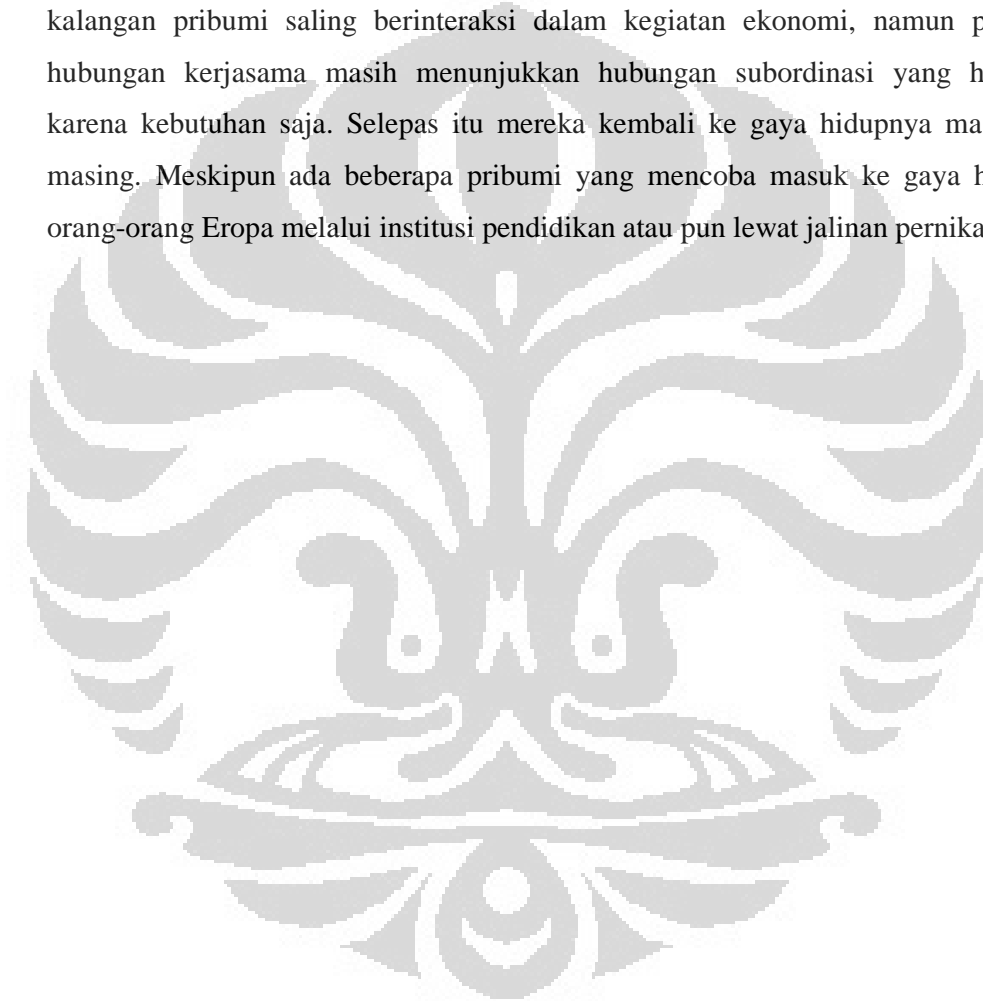 kalangan pribumi saling berinteraksi dalam kegiatan ekonomi, namun p
hubungan kerjasama masih menunjukkan hubungan subordinasi yang h
karena kebutuhan saja. Selepas itu mereka kembali ke gaya hidupnya ma
masing. Meskipun ada beberapa pribumi yang mencoba masuk ke gaya h
orang-orang Eropa melalui institusi pendidikan atau pun lewat jalinan pernika